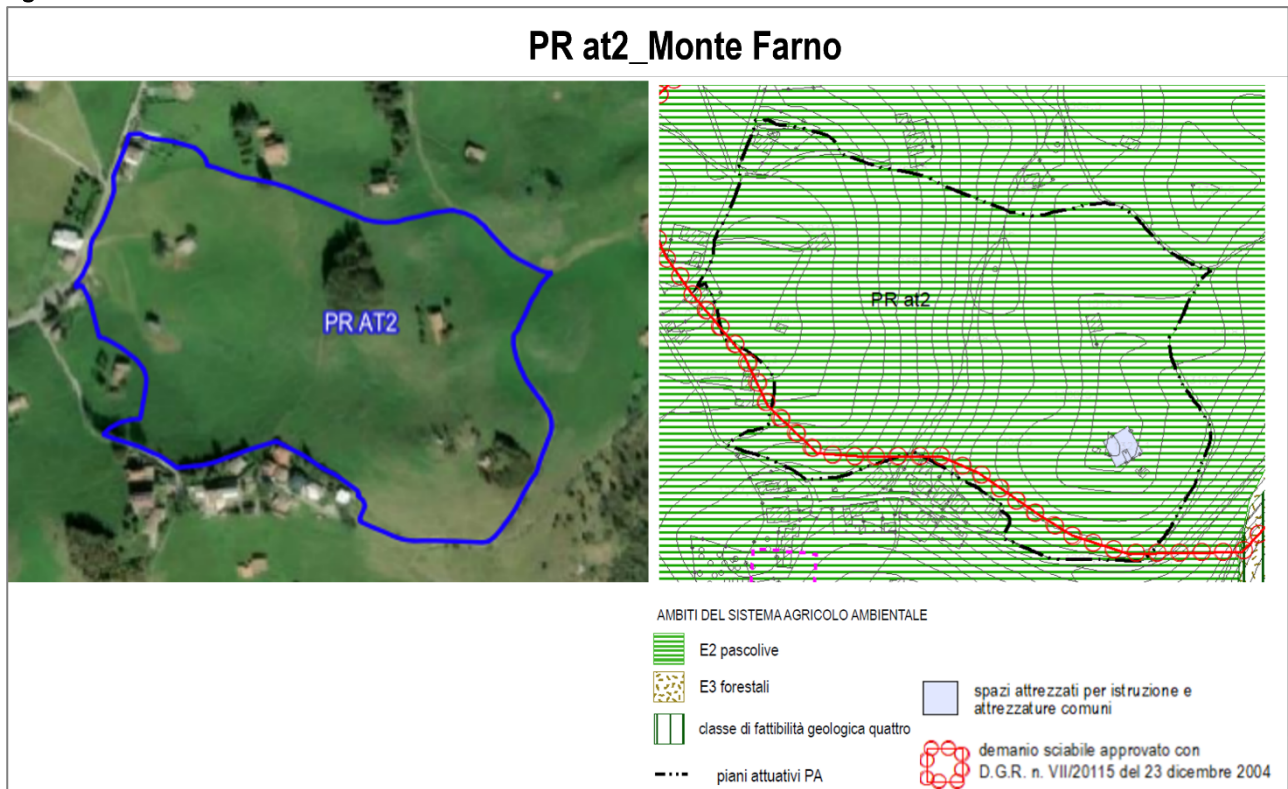 PR at2_Monte Farno
PR AT2
PR at2
AMBITI DEL SISTEMA AGRICOLO AMBIENTALE
E2 pascolive
E3 forestali
classe di fattibilità geologica quattro
piani attuativi PA
spazi attrezzati per istruzione e
attrezzature comuni
demanio sciabile approvato con
D.G.R. n. VII/20115 del 23 dicembre 2004